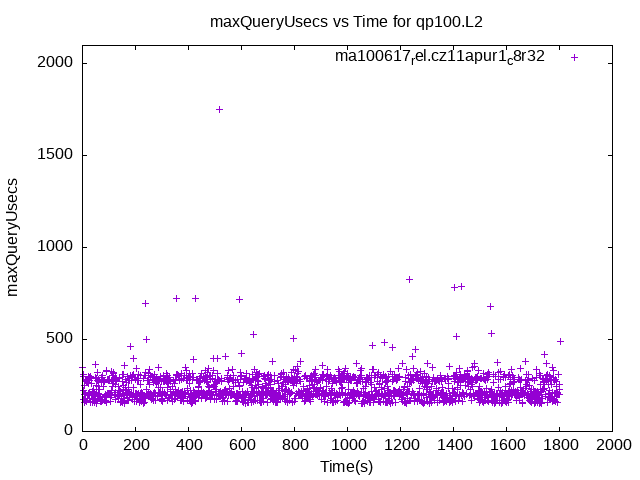 maxQueryUsecs vs Time for qp100.L2
ma100617rel.cz11apur1c8r32
2000
1500
1000
500
0
maxQueryUsecs
0 200 400 600 800 1000 1200 1400 1600 1800 2000
Time(s)